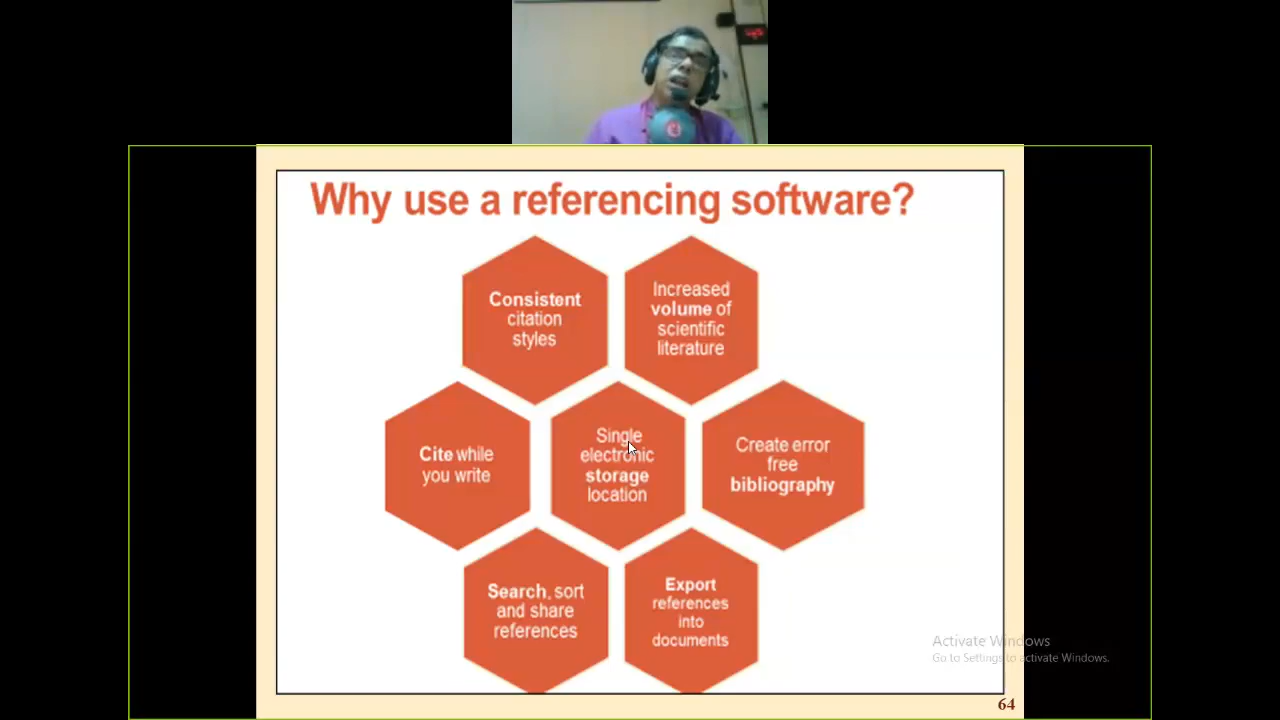 Why use a referencing software?
Consistent
citation
styles
Increased
volume of
scientific
literature
Cite while
you write
Single
electronic
storage
location
Create error
free
bibliography
Search, sort
and share
references
Export
references
into
documents
Activate Windows
Go to Settings to activate Windows.
64